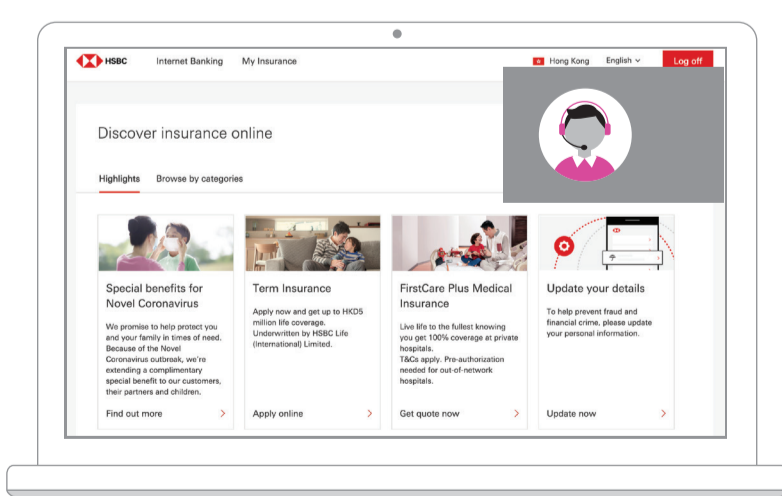 HSBC Internet Banking My Insurance Hong Kong English Log off
Discover insurance online
Highlights Browse by categories
Special benefits for
Novel Coronavirus
We promise to help protect you
and your family in times of need.
Because of the Novel
Coronavirus outbreak, we're
extending a complimentary
special benefit to our customers,
their partners and children.
Find out more
Term Insurance
Apply now and get up to HKD5
million life coverage.
Underwritten by HSBC Life
(International) Limited.
Apply online
FirstCare Plus Medical
Insurance
Live life to the fullest knowing
you get 100% coverage at private
hospitals.
T&Cs apply. Pre-authorization
needed for out-of-network
hospitals.
Get quote now
Update your details
To help prevent fraud and
financial crime, please update
your personal information.
Update now